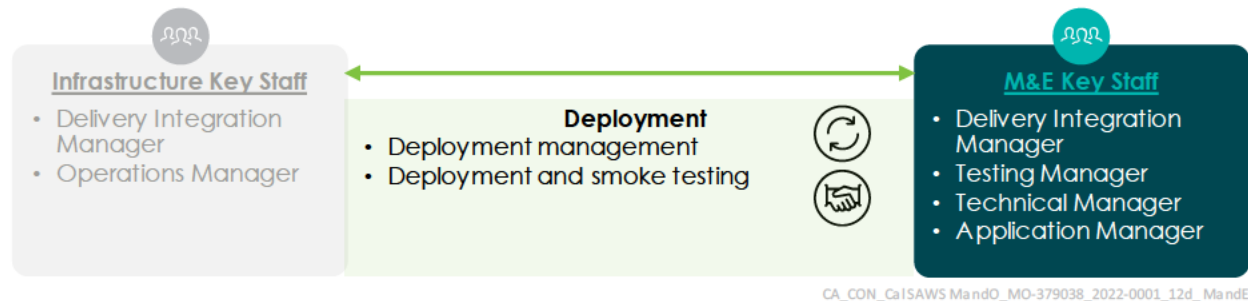 Infrastructure Key Staff
• Delivery Integration
Manager
• Operations Manager
Deployment
• Deployment management
• Deployment and smoke testing
M&E Key Staff
• Delivery Integration
Manager
• Testing Manager
• Technical Manager
• Application Manager
CA_CON_CalSAWS MandO_MO-379038_2022-0001_12d_ MandE